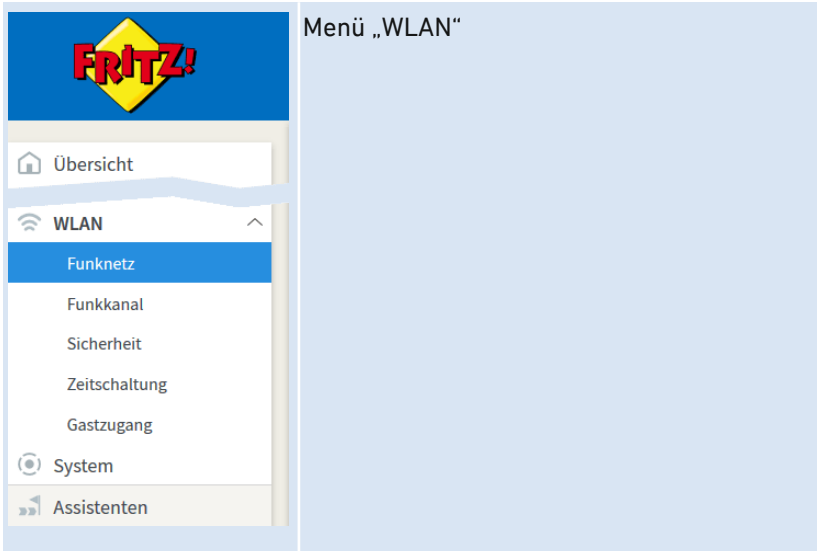 FRITZ!
Menü „WLAN“
Übersicht
WLAN
Funknetz
Funkkanal
Sicherheit
Zeitschaltung
Gastzugang
System
Assistenten